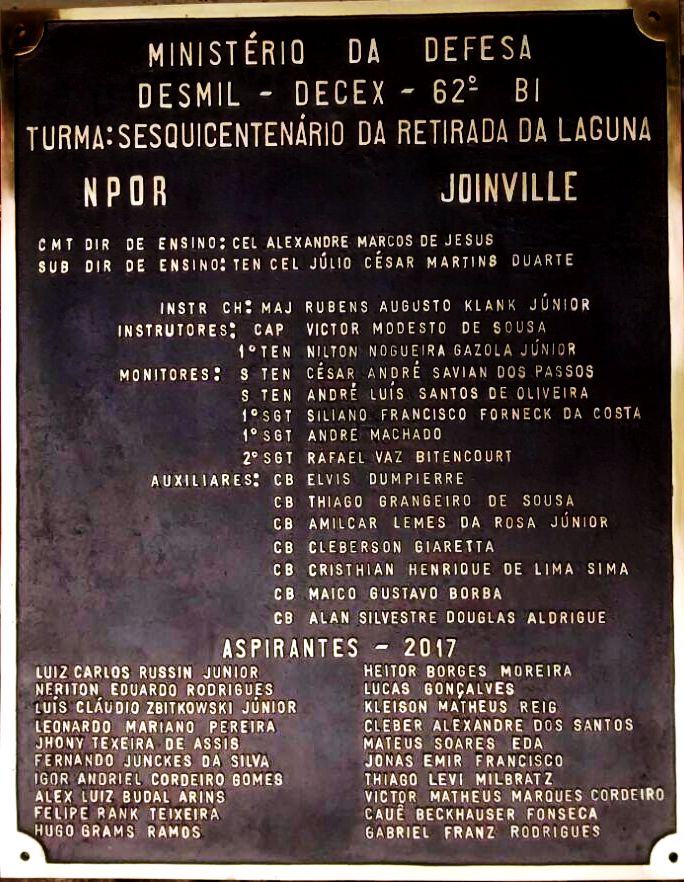 MINISTÉRIO DA DEFESA
DESMIL - DECEX - 62º BI
TURMA: SESQUICENTENÁRIO DA RETIRADA DA LAGUNA
NPOR JOINVILLE
CMT DIR DE ENSINO: CEL ALEXANDRE MARCOS DE JESUS
SUB DIR DE ENSINO: TEN CEL JÚLIO CÉSAR MARTINS DUARTE
INSTR CH: MAJ RUBENS AUGUSTO KLANK JÚNIOR
INSTRUTORES: CAP VICTOR MODESTO DE SOUSA
1º TEN NILTON NOGUEIRA GAZOLA JÚNIOR
MONITORES: S TEN CÉSAR ANDRÉ SAVIAN DOS PASSOS
S TEN ANDRÉ LUÍS SANTOS DE OLIVEIRA
1º SGT SILIANO FRANCISCO FORNECK DA COSTA
1º SGT ANDRÉ MACHADO
2º SGT RAFAEL VAZ BITENCOURT
AUXILIARES: CB ELVIS DUMPIERRE
CB THIAGO GRANGEIRO DE SOUSA
CB AMILCAR LEMES DA ROSA JÚNIOR
CB CLEBERSON GIARETTA
CB CRISTHIAN HENRIQUE DE LIMA SIMA
CB MAICO GUSTAVO BORBA
CB ALAN SILVESTRE DOUGLAS ALDRIGUE
ASPIRANTES - 2017
LUIZ CARLOS RUSSIN JUNIOR
NERITON EDUARDO RODRIGUES
LUÍS CLÁUDIO ZBITKOWSKI JÚNIOR
LEONARDO MARIANO PEREIRA
JHONY TEXEIRA DE ASSIS
FERNANDO JUNCKES DA SILVA
IGOR ANDRIEL CORDEIRO GOMES
ALEX LUIZ BUDAL ARINS
FELIPE RANK TEIXEIRA
HUGO GRAMS RAMOS
HEITOR BORGES MOREIRA
LUCAS GONÇALVES
KLEISON MATHEUS REIG
CLEBER ALEXANDRE DOS SANTOS
MATEUS SOARES EDA
JONAS EMIR FRANCISCO
THIAGO LEVI MILBRATZ
VICTOR MATHEUS MARQUES CORDEIRO
CAUÊ BECKHAUSER FONSECA
GABRIEL FRANZ RODRIGUES